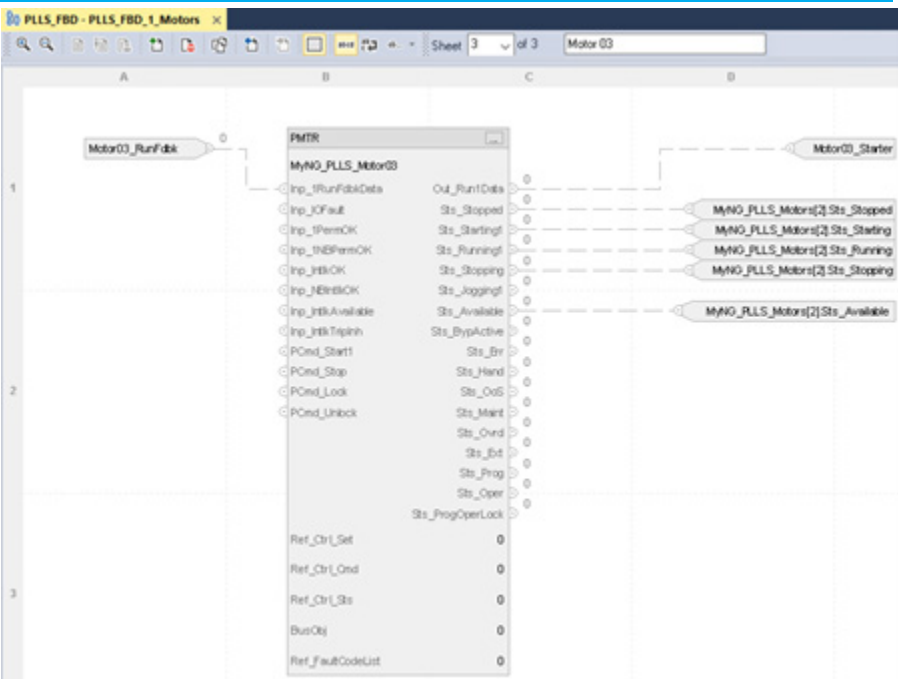 PLLS_FBD - PLLS_FBD_1_Motors ×
Sheet 3 of 3 Motor 03
A B C D
0
Motor03_RunFdbk
PMTR ...
Motor03_Starter
MyNG_PLLS_Motor03
1
Inp_1RunFdbkData Out_Run1Data 0
Inp_IOFault Sts_Stopped 0 MyNG_PLLS_Motors[2].Sts_Stopped
Inp_1PermOK Sts_Starting1 0 MyNG_PLLS_Motors[2].Sts_Starting
Inp_1NBPermOK Sts_Running1 0 MyNG_PLLS_Motors[2].Sts_Running
Inp_IntlkOK Sts_Stopping 0 MyNG_PLLS_Motors[2].Sts_Stopping
Inp_NBIntlkOK Sts_Jogging1 0
Inp_IntlkAvailable Sts_Available 0 MyNG_PLLS_Motors[2].Sts_Available
Inp_IntlkTripInh Sts_BypActive 0
PCmd_Start1 Sts_Err 0
PCmd_Stop Sts_Hand 0
2
PCmd_Lock Sts_OoS 0
PCmd_Unlock Sts_Maint 0
Sts_Ovrd 0
Sts_Ext 0
Sts_Prog 0
Sts_Oper 0
Sts_ProgOperLock 0
Ref_Ctrl_Set 0
Ref_Ctrl_Cmd 0
3
Ref_Ctrl_Sts 0
BusObj 0
Ref_FaultCodeList 0